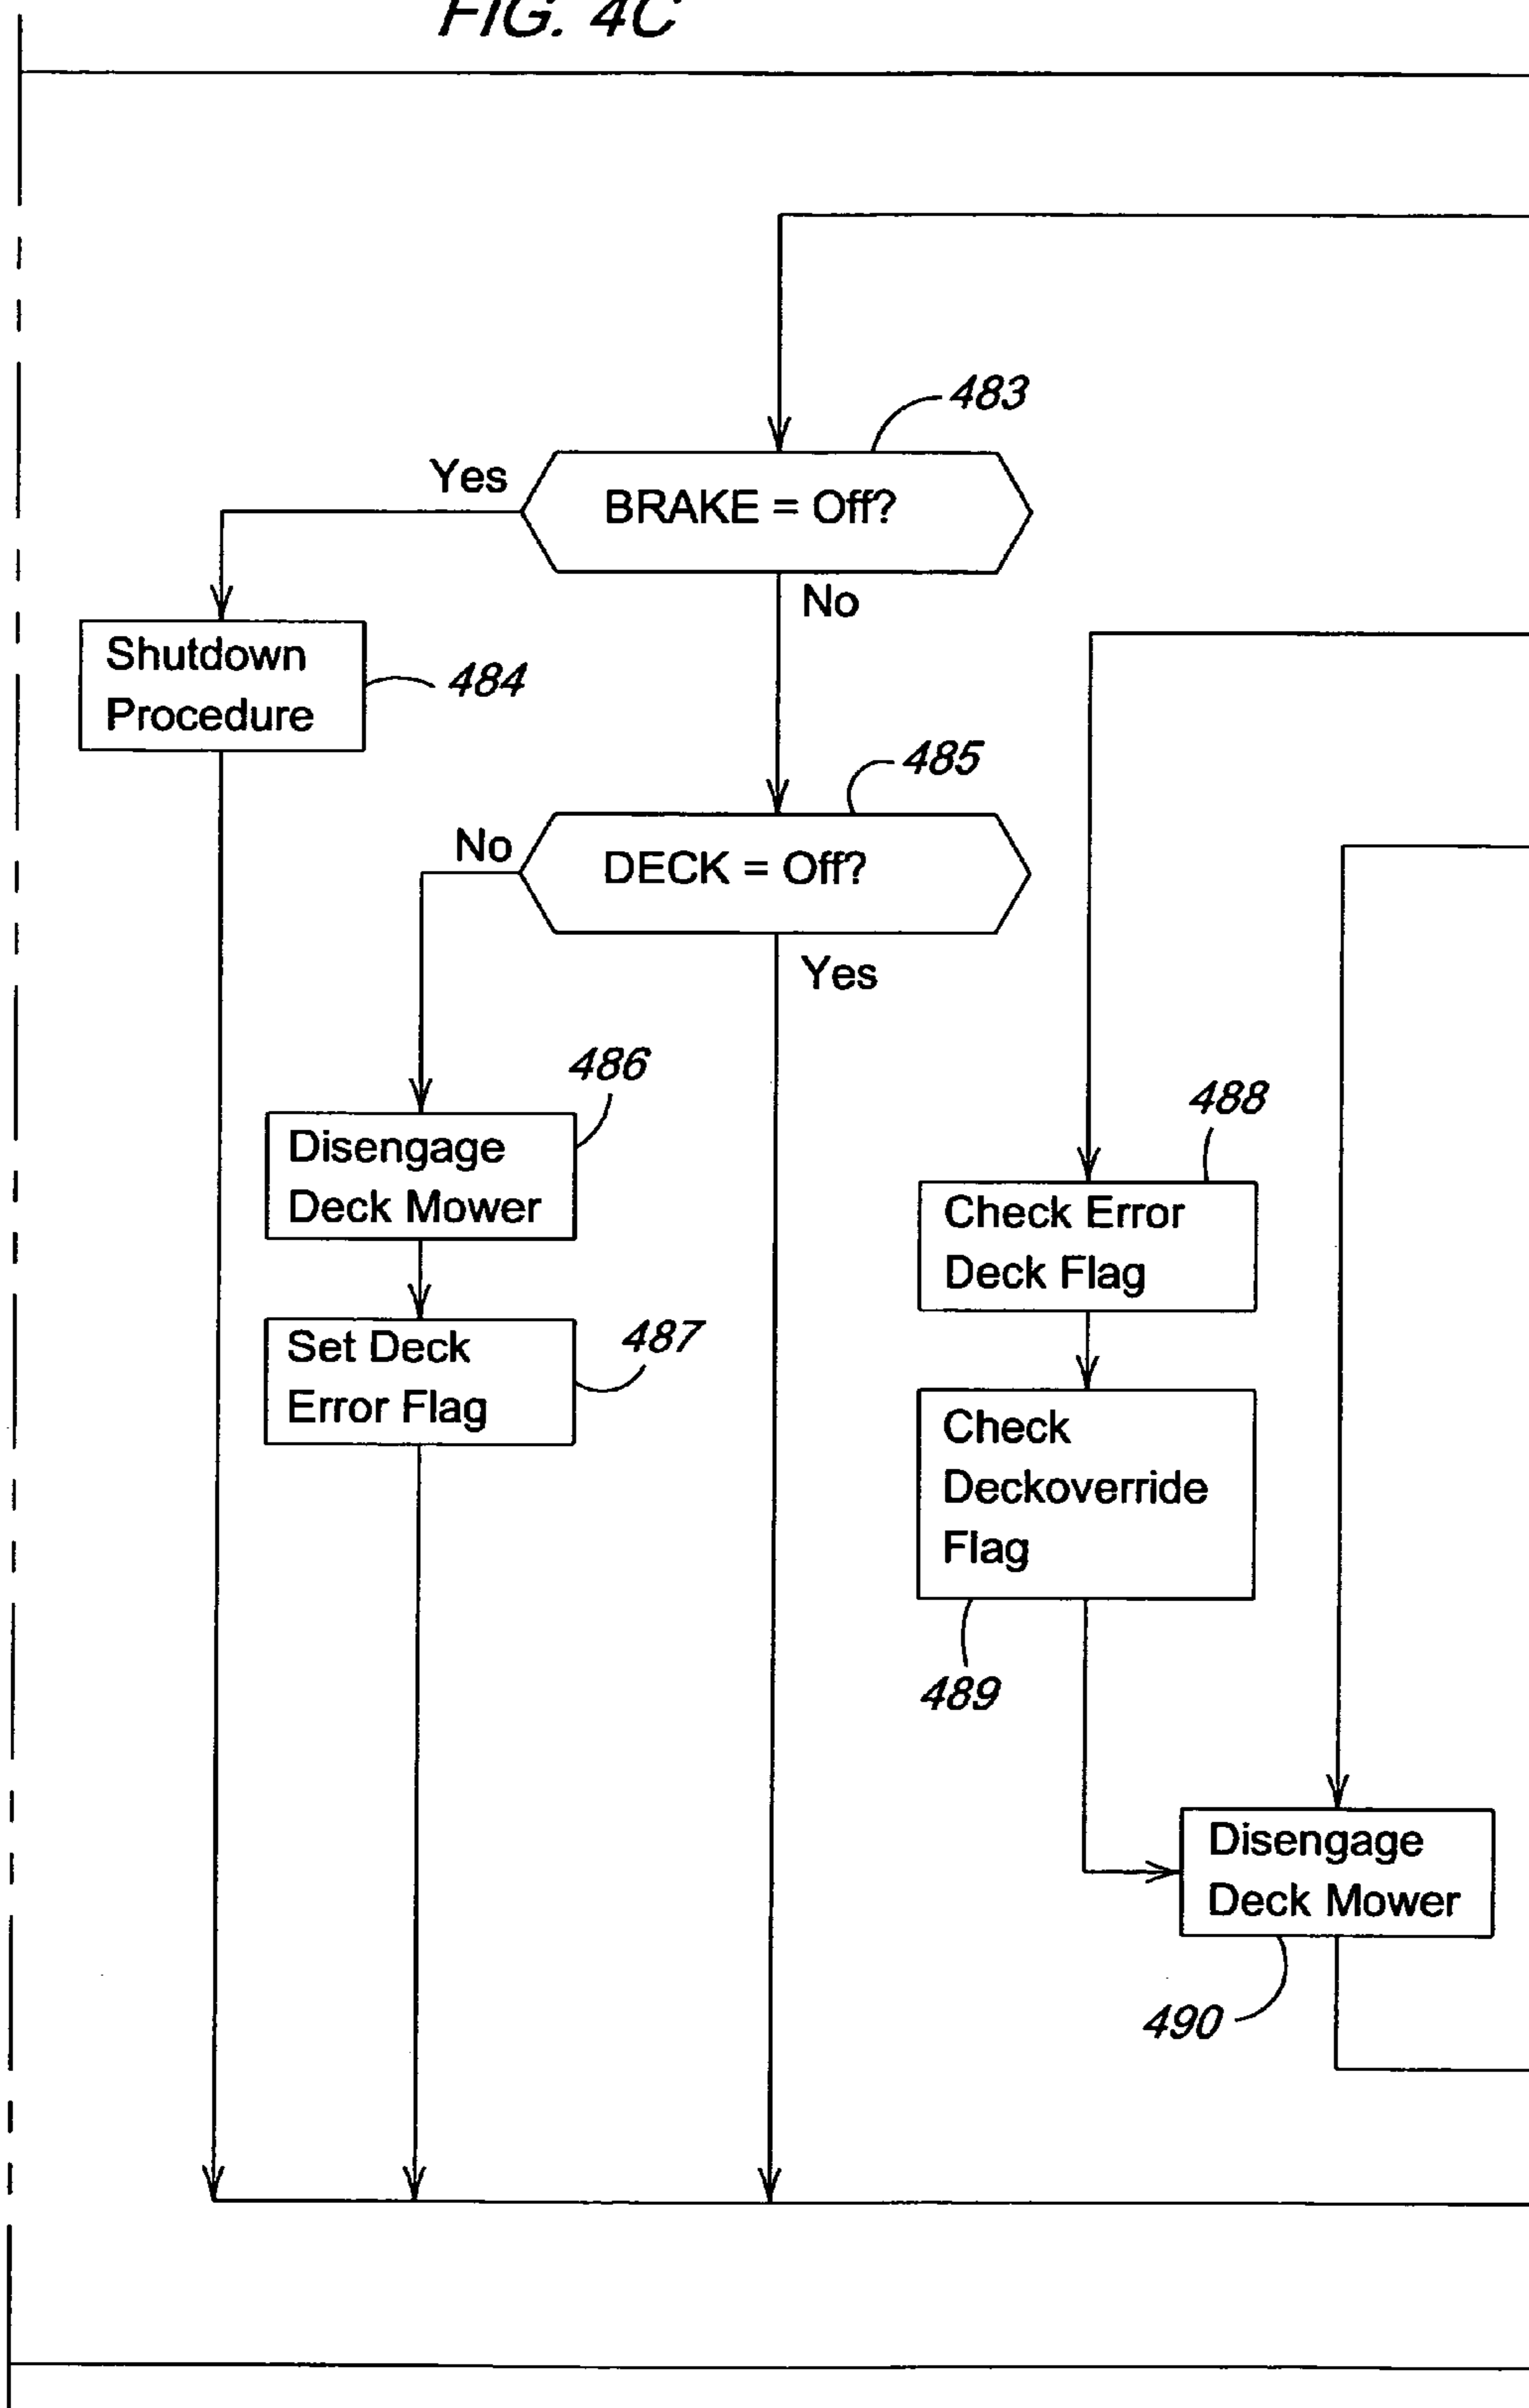 FIG. 4C
483
Yes
BRAKE = Off?
No
Shutdown
Procedure
484
485
No
DECK = Off?
Yes
486
488
Disengage
Deck Mower
Check Error
Deck Flag
487
Set Deck
Error Flag
Check
Deckoverride
Flag
489
Disengage
Deck Mower
490